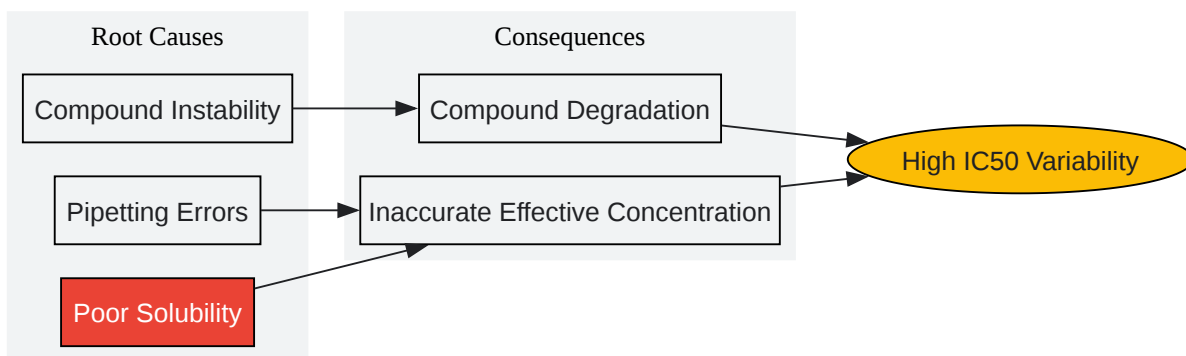 Root Causes
Consequences
Compound Instability
Compound Degradation
High IC50 Variability
Pipetting Errors
Inaccurate Effective Concentration
Poor Solubility